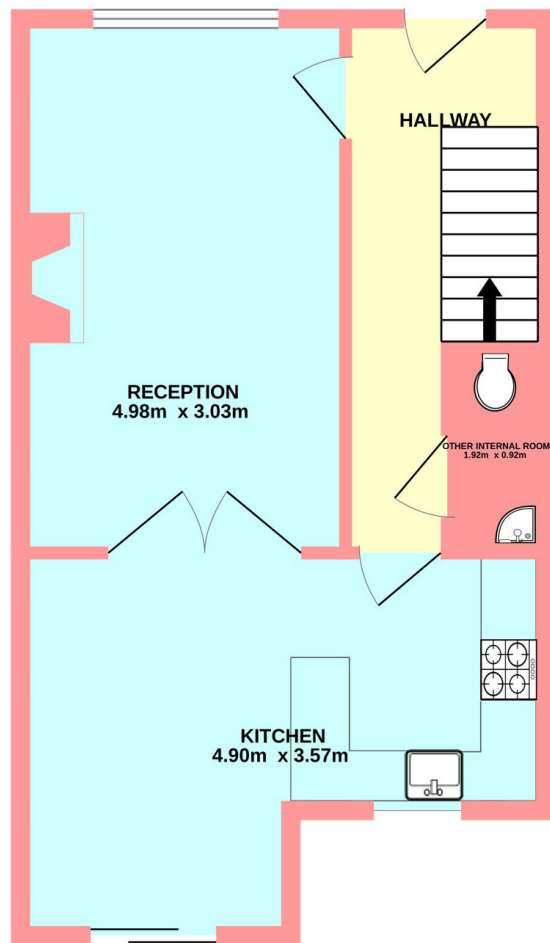 HALLWAY
RECEPTION
4.98m x 3.03m
OTHER INTERNAL ROOM
1.92m x 0.92m
KITCHEN
4.90m x 3.57m